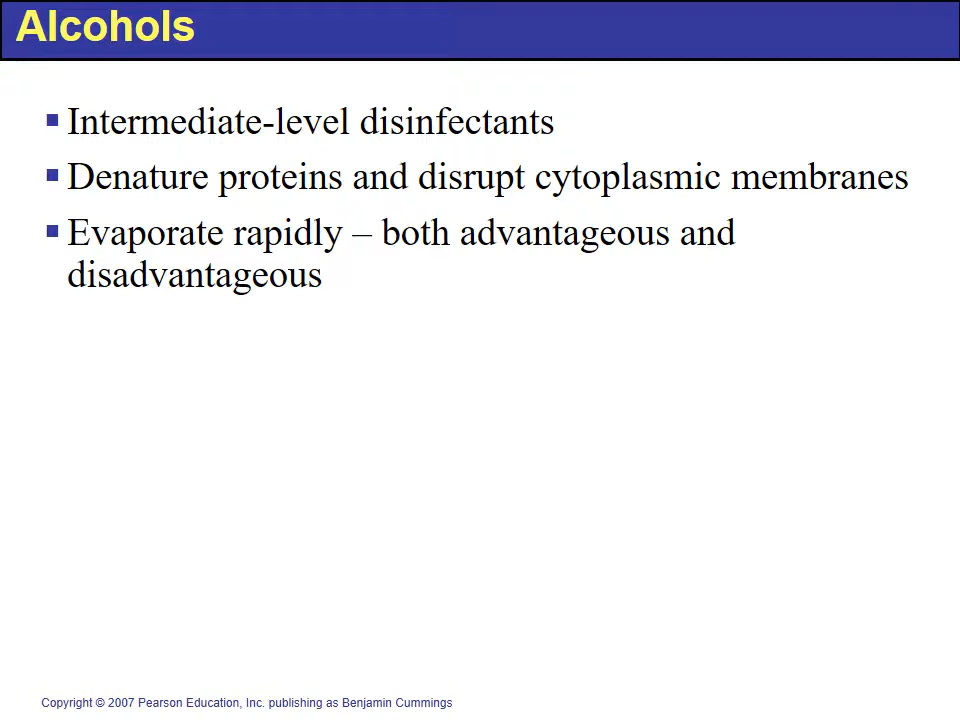 Alcohols
▪ Intermediate-level disinfectants
▪ Denature proteins and disrupt cytoplasmic membranes
▪ Evaporate rapidly – both advantageous and
disadvantageous
Copyright © 2007 Pearson Education, Inc. publishing as Benjamin Cummings